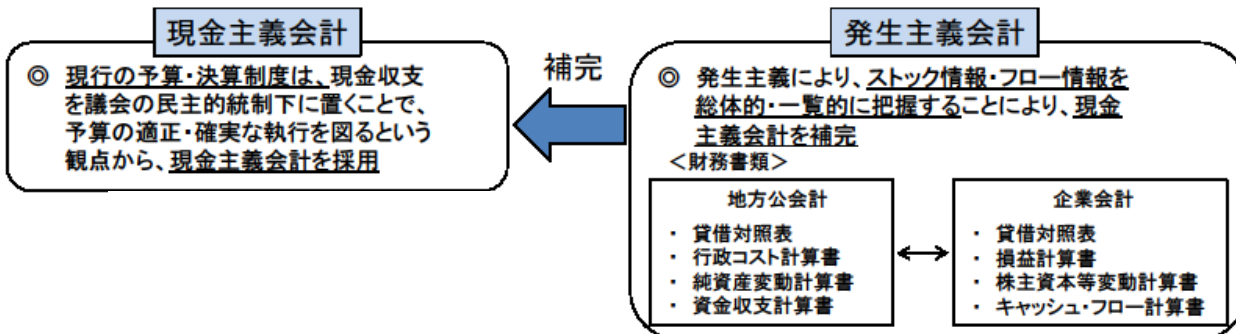 現金主義会計
◎ 現行の予算・決算制度は、現金収支
を議会の民主的統制下に置くことで、
予算の適正・確実な執行を図るという
観点から、現金主義会計を採用
補完
発生主義会計
◎ 発生主義により、ストック情報・フロー情報を
総体的・一覧的に把握することにより、現金
主義会計を補完
＜財務書類＞
地方公会計
・ 貸借対照表
・ 行政コスト計算書
・ 純資産変動計算書
・ 資金収支計算書
企業会計
・ 貸借対照表
・ 損益計算書
・ 株主資本等変動計算書
・ キャッシュ・フロー計算書